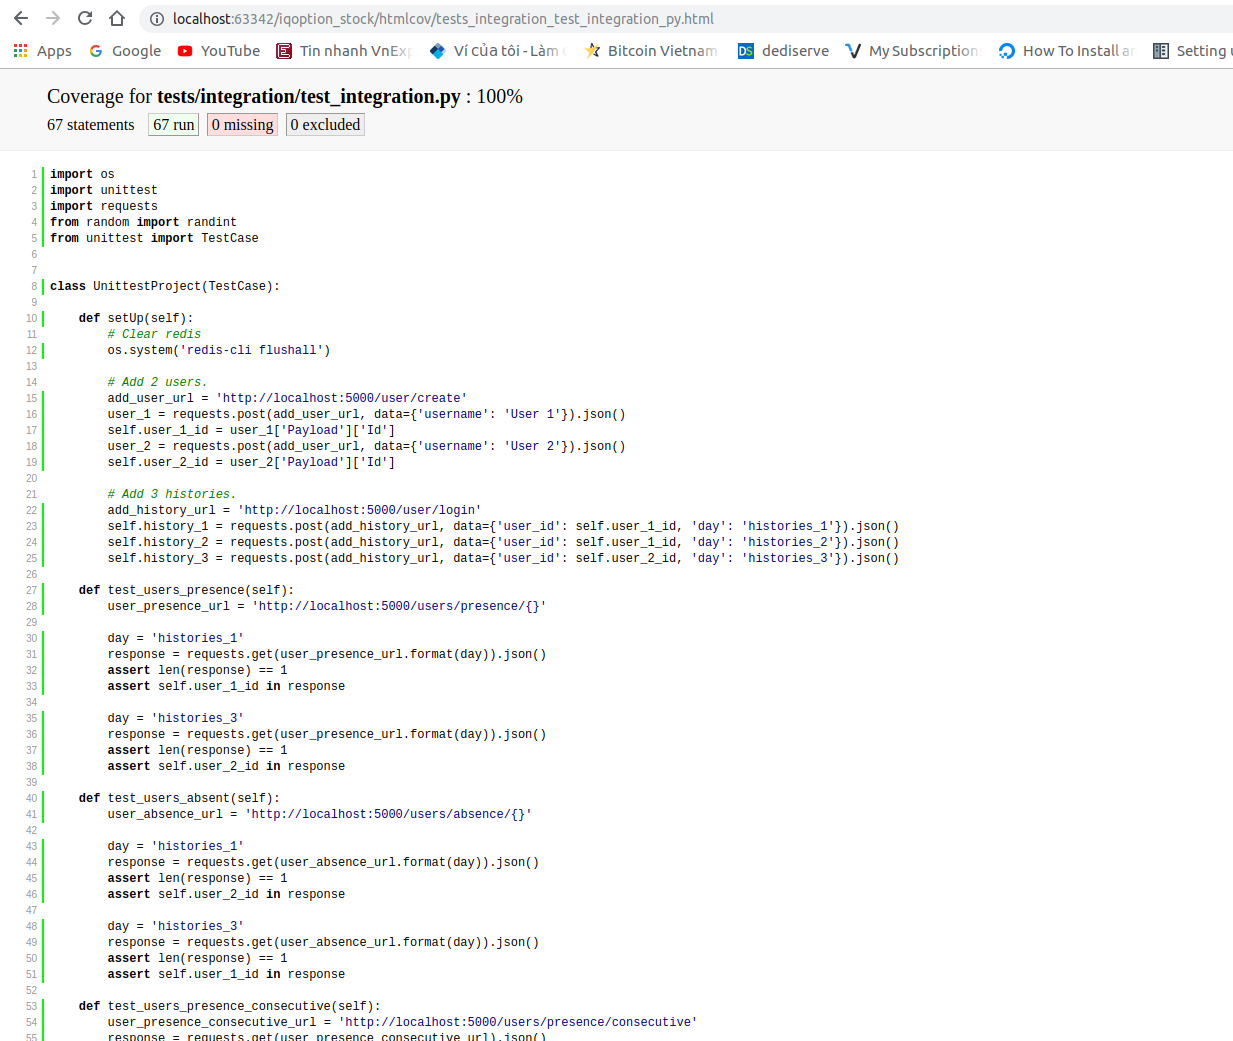 localhost:63342/iqoption_stock/htmlcov/tests_integration_test_integration_py.html
Apps Google YouTube Tin nhanh VnExp Ví của tôi - Làm Bitcoin Vietnam DS dediserve My Subscription How To Install a Setting
Coverage for tests/integration/test_integration.py : 100%
67 statements 67 run 0 missing 0 excluded
1 import os
2 import unittest
3 import requests
4 from random import randint
5 from unittest import TestCase
6
7
8 class UnittestProject(TestCase):
9
10     def setUp(self):
11         # Clear redis
12         os.system('redis-cli flushall')
13
14         # Add 2 users.
15         add_user_url = 'http://localhost:5000/user/create'
16         user_1 = requests.post(add_user_url, data={'username': 'User 1'}).json()
17         self.user_1_id = user_1['Payload']['Id']
18         user_2 = requests.post(add_user_url, data={'username': 'User 2'}).json()
19         self.user_2_id = user_2['Payload']['Id']
20
21         # Add 3 histories.
22         add_history_url = 'http://localhost:5000/user/login'
23         self.history_1 = requests.post(add_history_url, data={'user_id': self.user_1_id, 'day': 'histories_1'}).json()
24         self.history_2 = requests.post(add_history_url, data={'user_id': self.user_1_id, 'day': 'histories_2'}).json()
25         self.history_3 = requests.post(add_history_url, data={'user_id': self.user_2_id, 'day': 'histories_3'}).json()
26
27     def test_users_presence(self):
28         user_presence_url = 'http://localhost:5000/users/presence/{}'
29
30         day = 'histories_1'
31         response = requests.get(user_presence_url.format(day)).json()
32         assert len(response) == 1
33         assert self.user_1_id in response
34
35         day = 'histories_3'
36         response = requests.get(user_presence_url.format(day)).json()
37         assert len(response) == 1
38         assert self.user_2_id in response
39
40     def test_users_absent(self):
41         user_absence_url = 'http://localhost:5000/users/absence/{}'
42
43         day = 'histories_1'
44         response = requests.get(user_absence_url.format(day)).json()
45         assert len(response) == 1
46         assert self.user_2_id in response
47
48         day = 'histories_3'
49         response = requests.get(user_absence_url.format(day)).json()
50         assert len(response) == 1
51         assert self.user_1_id in response
52
53     def test_users_presence_consecutive(self):
54         user_presence_consecutive_url = 'http://localhost:5000/users/presence/consecutive'
55         response = requests.get(user_presence_consecutive_url).json()